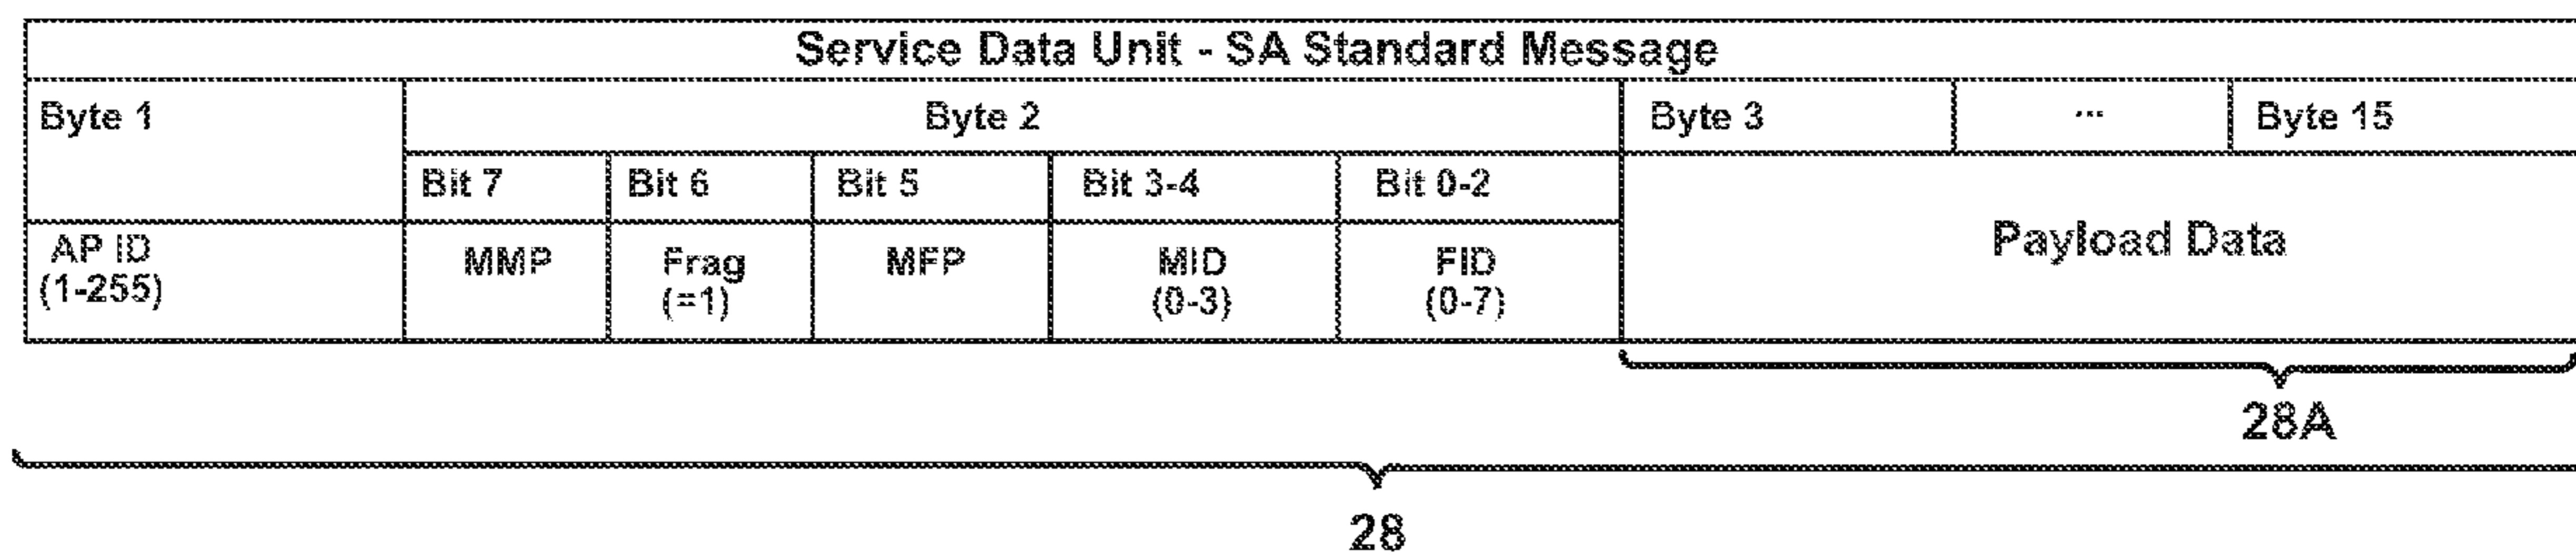 Service Data Unit - SA Standard Message
Byte 1 Byte 2 Byte 3 ... Byte 15
Bit 7 Bit 6 Bit 5 Bit 3-4 Bit 0-2
AP ID (1-255) MMP Frag (=1) MFP MID (0-3) FID (0-7) Payload Data
28A
28